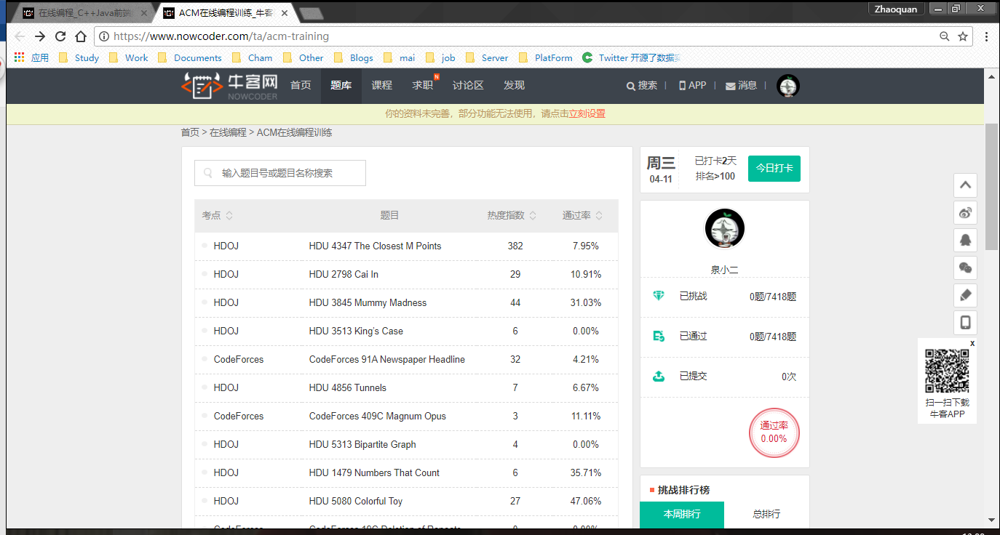 在线编程_C++Java前端
ACM在线编程训练_牛客
Zhaoquan
https://www.nowcoder.com/ta/acm-training
应用 Study Work Documents Cham Other Blogs mai job Server PlatForm Twitter 开源了数据
牛客网 首页 题库 课程 求职 N 讨论区 发现 搜索 | APP | 消息 |
NOWCODER
你的资料未完善，部分功能无法使用，请点击立刻设置
首页 > 在线编程 > ACM在线编程训练
输入题目号或题目名称搜索
考点 题目 热度指数 通过率
HDOJ HDU 4347 The Closest M Points 382 7.95%
HDOJ HDU 2798 Cai In 29 10.91%
HDOJ HDU 3845 Mummy Madness 44 31.03%
HDOJ HDU 3513 King's Case 6 0.00%
CodeForces CodeForces 91A Newspaper Headline 32 4.21%
HDOJ HDU 4856 Tunnels 7 6.67%
CodeForces CodeForces 409C Magnum Opus 3 11.11%
HDOJ HDU 5313 Bipartite Graph 4 0.00%
HDOJ HDU 1479 Numbers That Count 6 35.71%
HDOJ HDU 5080 Colorful Toy 27 47.06%
CodeForces CodeForces 19C Deletion of Repeats 0.00%
周三
04-11
已打卡2天
排名>100
今日打卡
泉小二
已挑战 0题/7418题
已通过 0题/7418题
已提交 0次
通过率
0.00%
挑战排行榜
本周排行 总排行
x
扫一扫下载
牛客APP